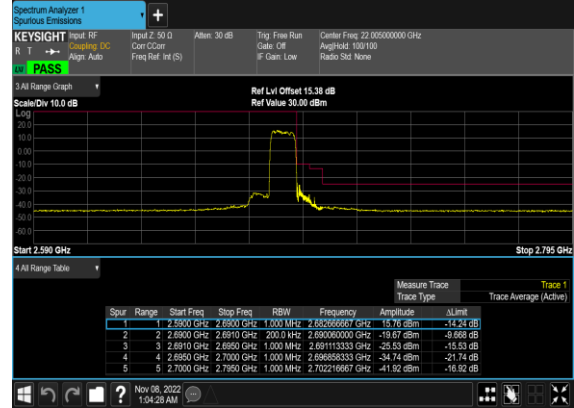 Spectrum Analyzer 1
Spurious Emissions
KEYSIGHT Input: RF Input Z: 50 Ω Atten: 30 dB Trig: Free Run Center Freq: 22.005000000 GHz
R T Coupling: DC Corr CCorr Gate: Off Avg|Hold: 100/100
Align: Auto Freq Ref: Int (S) IF Gain: Low Radio Std: None
PASS
3 All Range Graph
Ref Lvl Offset 15.38 dB
Scale/Div 10.0 dB Ref Value 30.00 dBm
Log
20.0
10.0
0.00
-10.0
-20.0
-30.0
-40.0
-50.0
-60.0
Start 2.590 GHz Stop 2.795 GHz
4 All Range Table
Measure Trace Trace 1
Trace Type Trace Average (Active)
Spur Range Start Freq Stop Freq RBW Frequency Amplitude ΔLimit
1 1 2.5900 GHz 2.6900 GHz 1.000 MHz 2.682666667 GHz 15.76 dBm -14.24 dB
2 2 2.6900 GHz 2.6910 GHz 200.0 kHz 2.690060000 GHz -19.67 dBm -9.668 dB
3 3 2.6910 GHz 2.6950 GHz 1.000 MHz 2.691113333 GHz -25.53 dBm -15.53 dB
4 4 2.6950 GHz 2.7000 GHz 1.000 MHz 2.696858333 GHz -34.74 dBm -21.74 dB
5 5 2.7000 GHz 2.7950 GHz 1.000 MHz 2.702216667 GHz -41.92 dBm -16.92 dB
Nov 08, 2022
1:04:28 AM